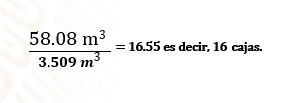 58.08 m³
3.509 m³ = 16.55 es decir, 16 cajas.